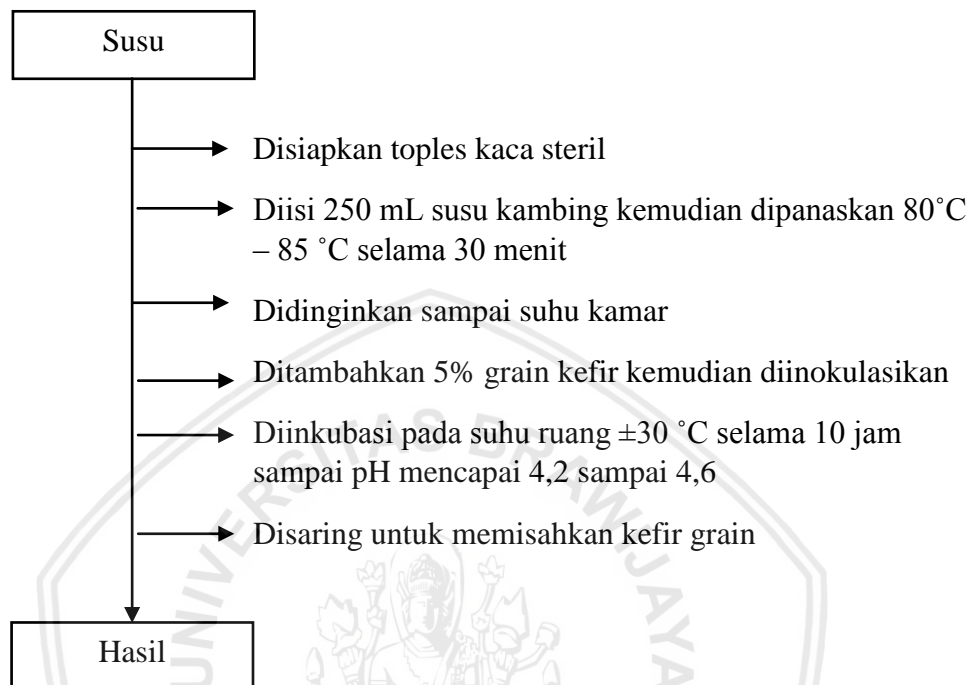 Susu
Disiapkan toples kaca steril
Diisi 250 mL susu kambing kemudian dipanaskan 80˚C
– 85 ˚C selama 30 menit
Didinginkan sampai suhu kamar
Ditambahkan 5% grain kefir kemudian diinokulasikan
Diinkubasi pada suhu ruang ±30 ˚C selama 10 jam
sampai pH mencapai 4,2 sampai 4,6
Disaring untuk memisahkan kefir grain
Hasil
UNIVERSITAS BRAWIJAYA